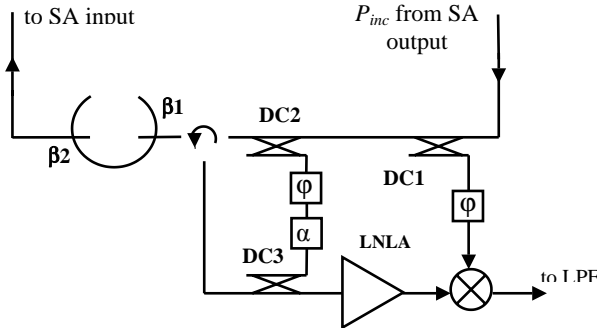 to SA input
P_inc from SA
output
β1
DC2
β2
DC1
φ
φ
α
DC3
LNLA
to LPF